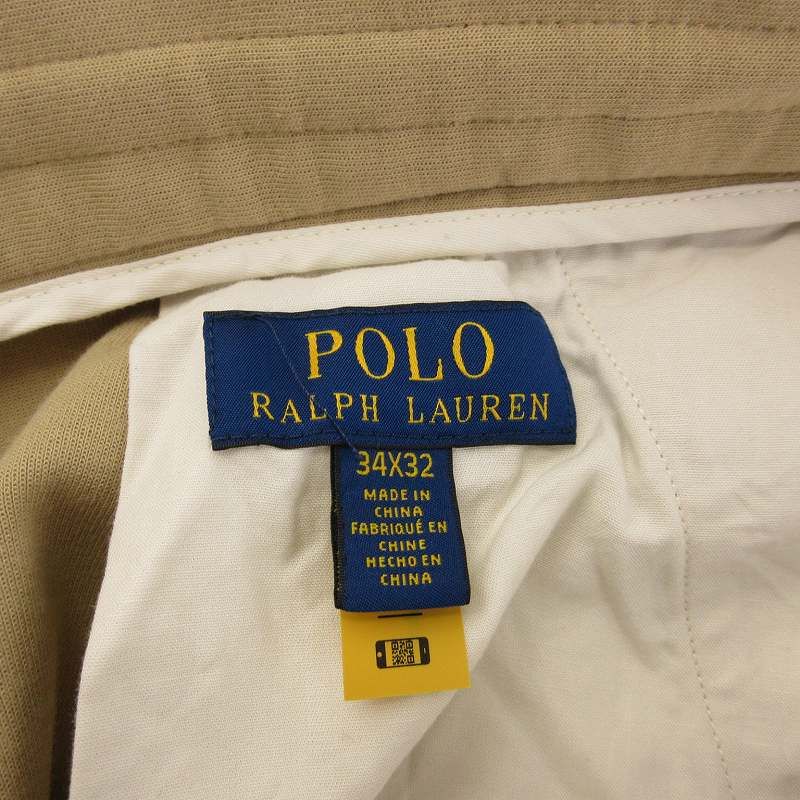 POLO
RALPH LAUREN
34X32
MADE IN
CHINA
FABRIQUÉ EN
CHINE
HECHO EN
CHINA